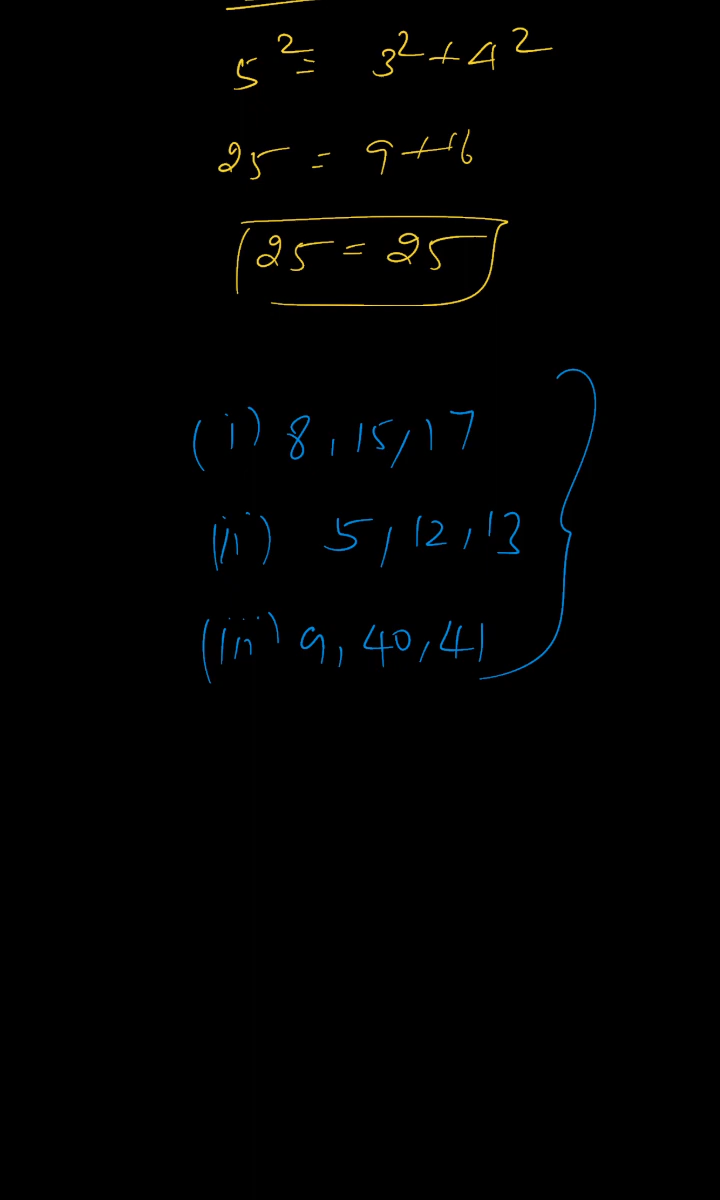 5² = 3² + 4²
25 = 9 + 16
25 = 25
(i) 8, 15, 17
(ii) 5, 12, 13
(iii) 9, 40, 41